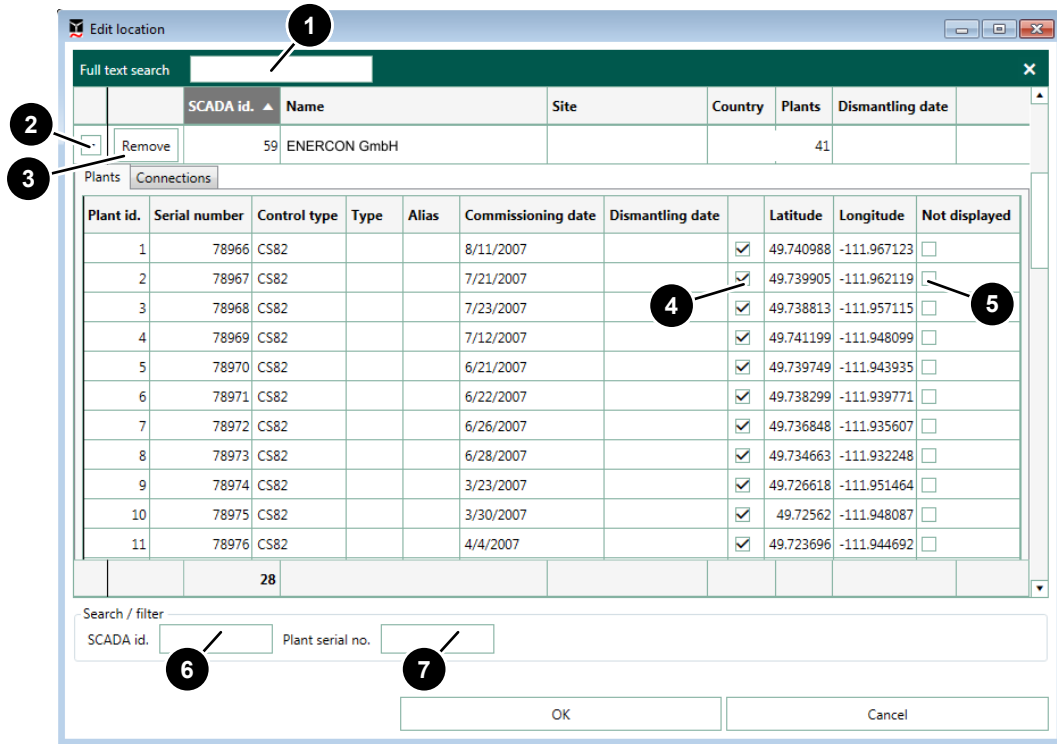 Edit location
1
Full text search
SCADA id. Name Site Country Plants Dismantling date
2
Remove 59 ENERCON GmbH 41
3
Plants Connections
Plant id. Serial number Control type Type Alias Commissioning date Dismantling date Latitude Longitude Not displayed
1 78966 CS82 8/11/2007 49.740988 -111.967123
2 78967 CS82 7/21/2007 49.739905 -111.962119
4 5
3 78968 CS82 7/23/2007 49.738813 -111.957115
4 78969 CS82 7/12/2007 49.741199 -111.948099
5 78970 CS82 6/21/2007 49.739749 -111.943935
6 78971 CS82 6/22/2007 49.738299 -111.939771
7 78972 CS82 6/26/2007 49.736848 -111.935607
8 78973 CS82 6/28/2007 49.734663 -111.932248
9 78974 CS82 3/23/2007 49.726618 -111.951464
10 78975 CS82 3/30/2007 49.72562 -111.948087
11 78976 CS82 4/4/2007 49.723696 -111.944692
28
Search / filter
SCADA id. Plant serial no.
6 7
OK Cancel